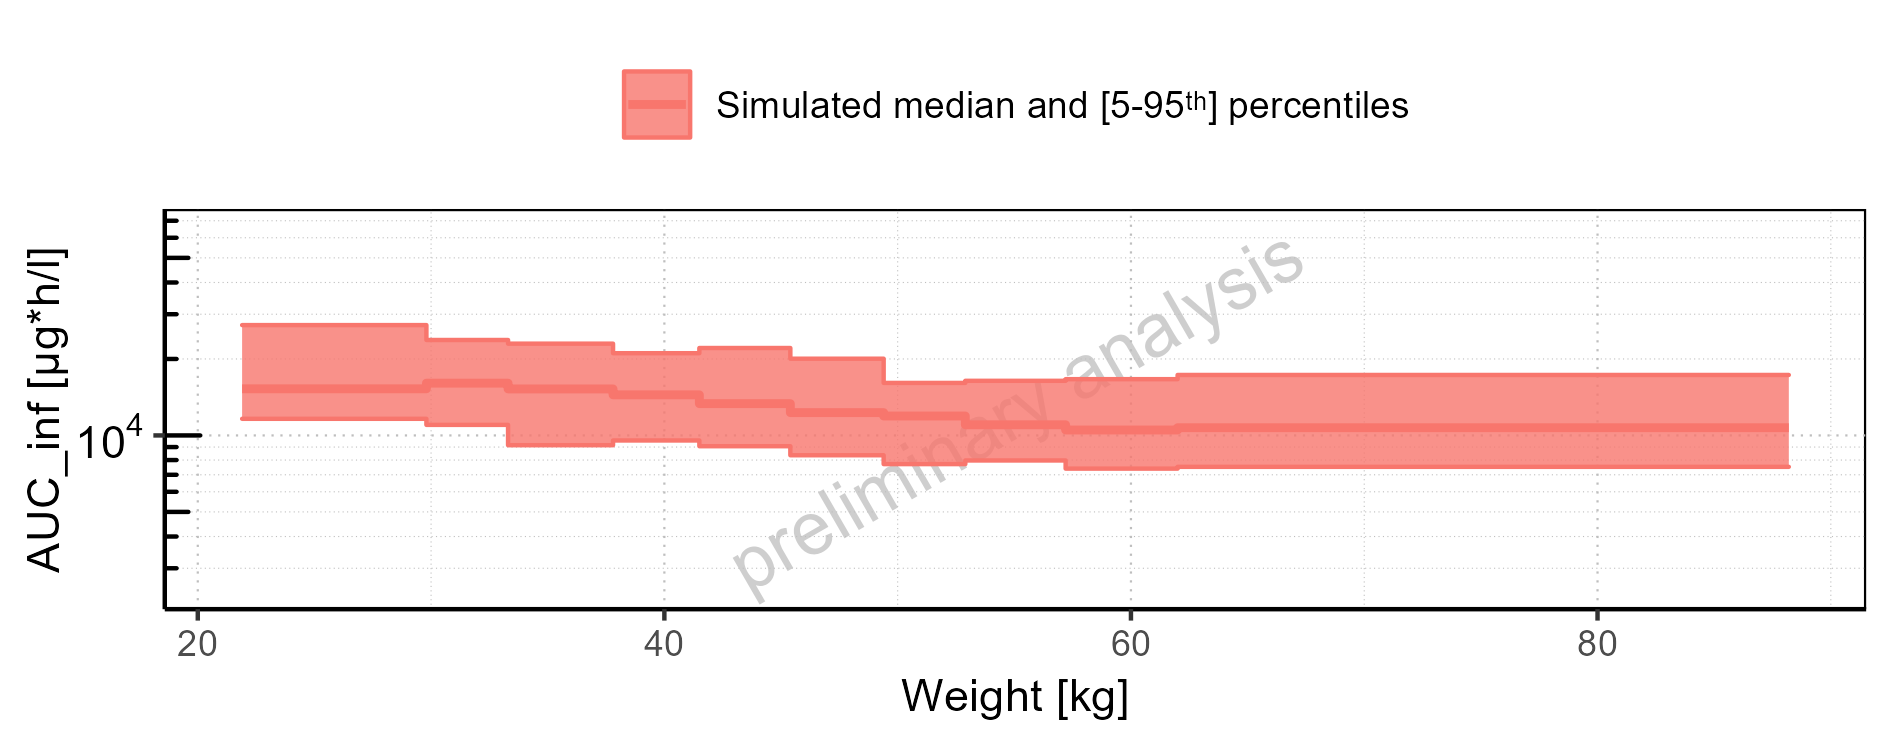 Simulated median and [5-95th] percentiles
AUC_inf [µg*h/l]
10⁴
preliminary analysis
20 40 60 80
Weight [kg]